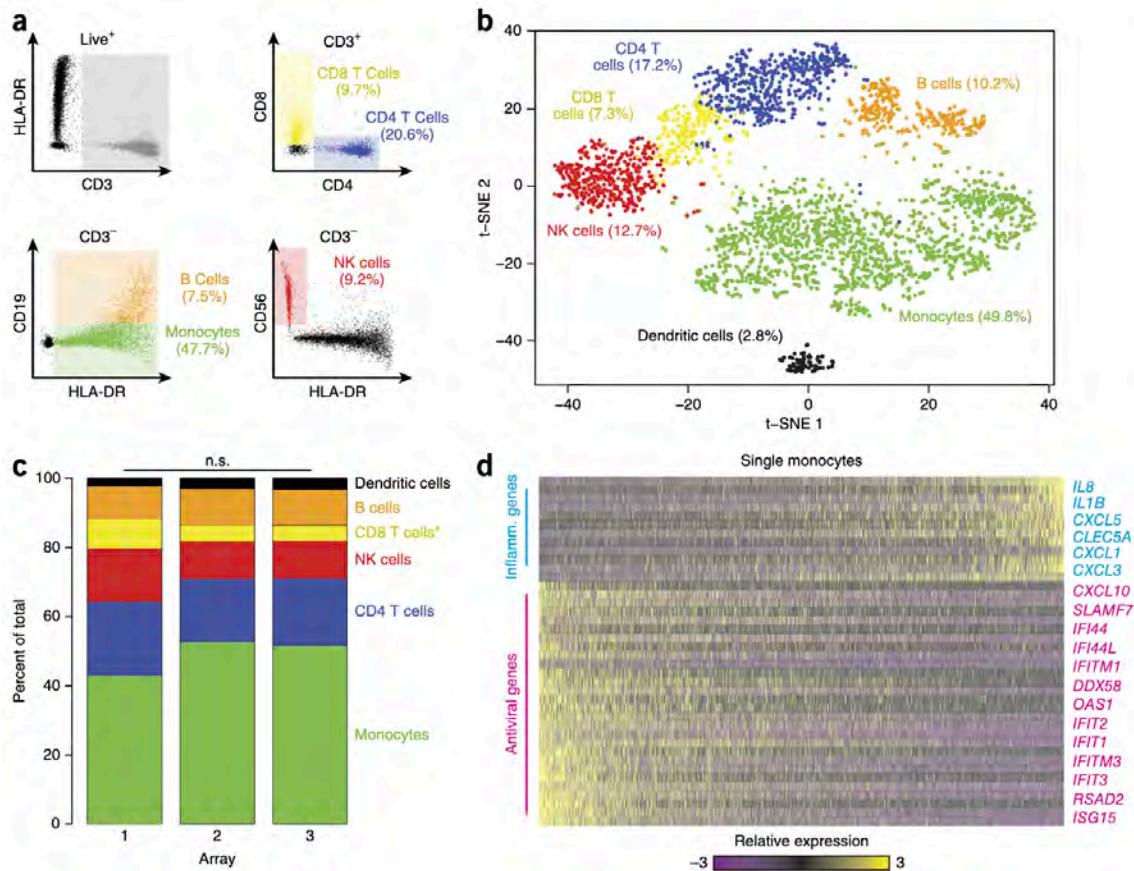 a
Live⁺
HLA-DR
CD3
CD3⁺
CD8 T Cells
(9.7%)
CD4 T Cells
(20.6%)
CD8
CD4
CD3⁻
B Cells
(7.5%)
Monocytes
(47.7%)
CD19
HLA-DR
CD3⁻
NK cells
(9.2%)
CD56
HLA-DR
b
40
20
0
−20
−40
t−SNE 2
CD4 T
cells (17.2%)
B cells (10.2%)
CD8 T
cells (7.3%)
NK cells (12.7%)
Monocytes (49.8%)
Dendritic cells (2.8%)
−40
−20
0
20
40
t−SNE 1
c
n.s.
100
80
60
40
20
0
Percent of total
Dendritic cells
B cells
CD8 T cells*
NK cells
CD4 T cells
Monocytes
1
2
3
Array
d
Single monocytes
Inflamm. genes
IL8
IL1B
CXCL5
CLEC5A
CXCL1
CXCL3
Antiviral genes
CXCL10
SLAMF7
IFI44
IFI44L
IFITM1
DDX58
OAS1
IFIT2
IFIT1
IFITM3
IFIT3
RSAD2
ISG15
Relative expression
−3
3